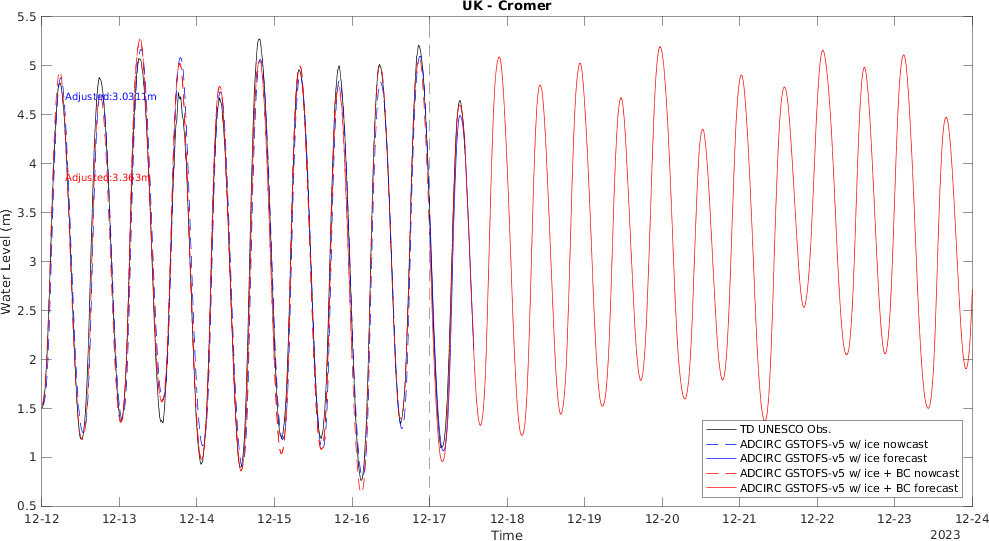 UK - Cromer
5.5
5
4.5
4
3.5
3
2.5
2
1.5
1
0.5
Water Level (m)
Adjusted:3.0311m
Adjusted:3.363m
TD UNESCO Obs.
ADCIRC GSTOFS-v5 w/ ice nowcast
ADCIRC GSTOFS-v5 w/ ice forecast
ADCIRC GSTOFS-v5 w/ ice + BC nowcast
ADCIRC GSTOFS-v5 w/ ice + BC forecast
12-12 12-13 12-14 12-15 12-16 12-17 12-18 12-19 12-20 12-21 12-22 12-23 12-24
Time
2023